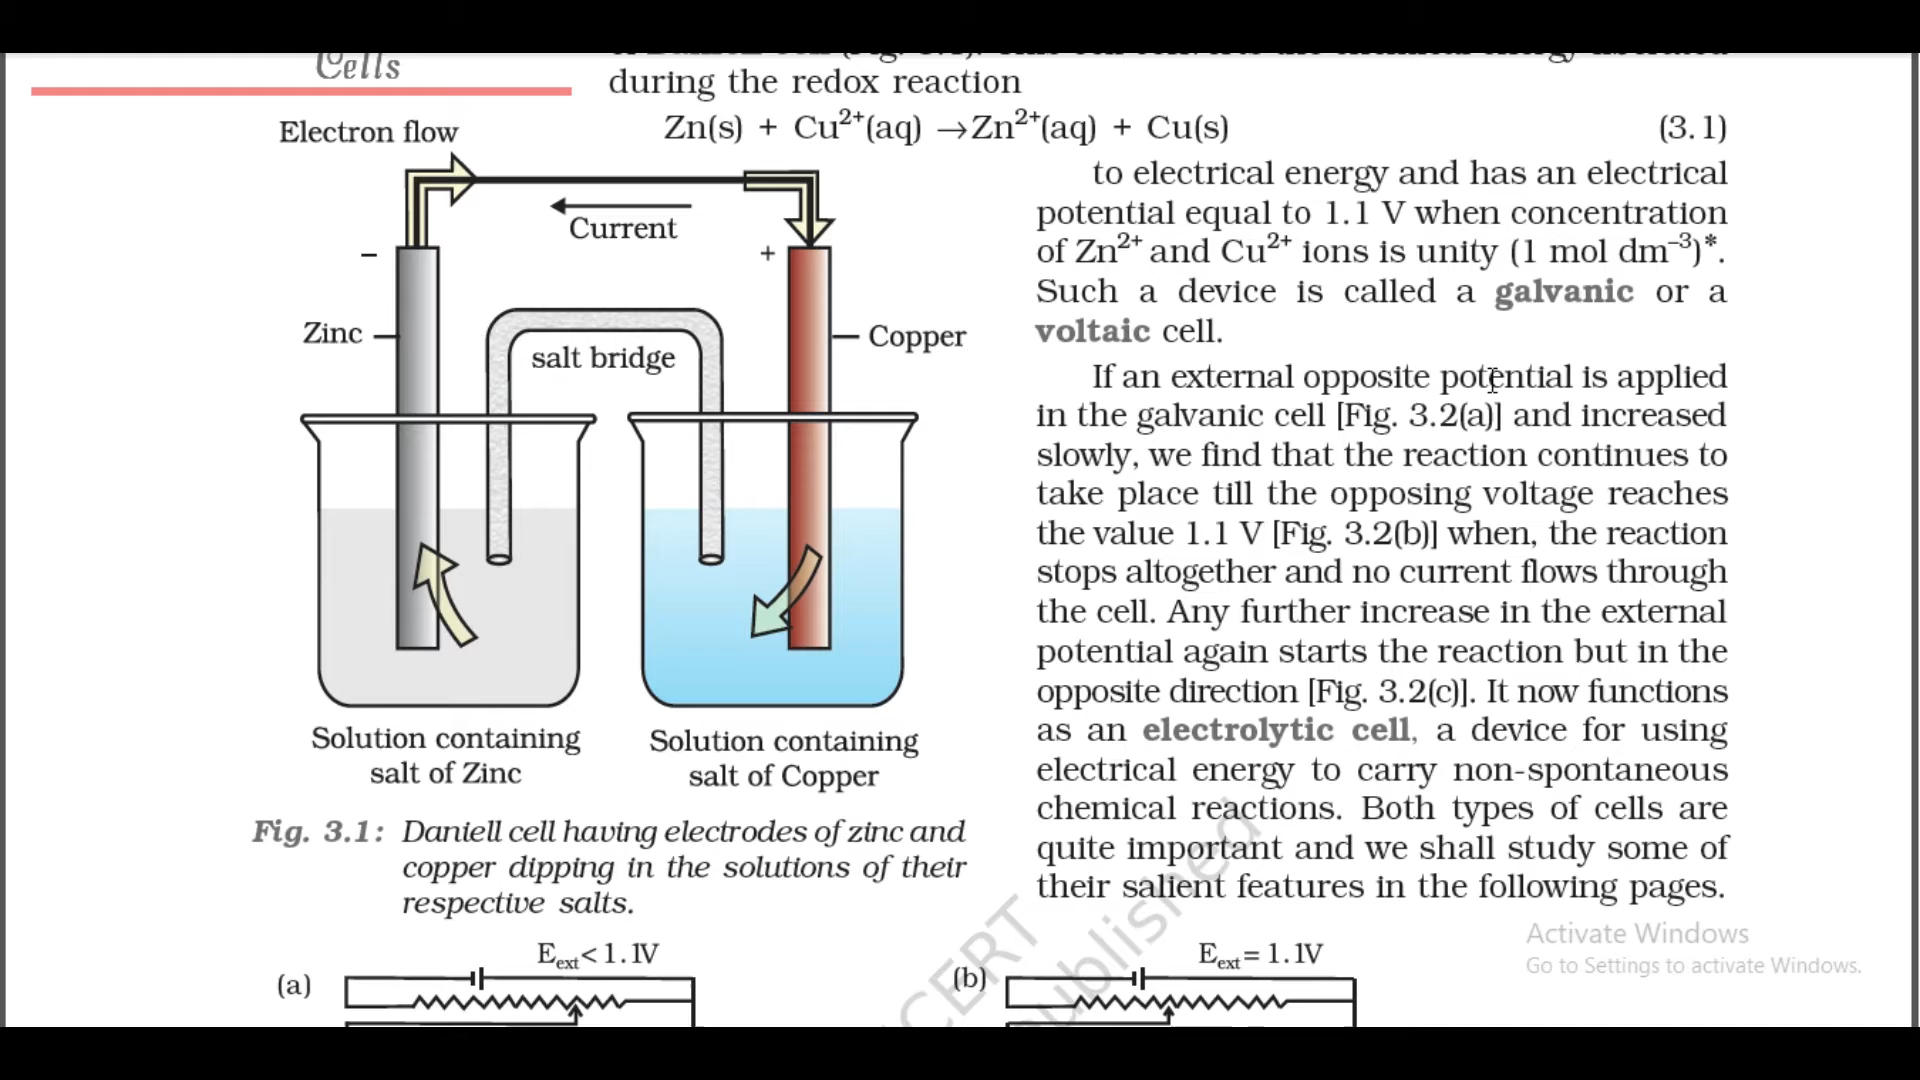 Cells
during the redox reaction
Zn(s) + Cu²⁺(aq) →Zn²⁺(aq) + Cu(s) (3.1)
Electron flow
Current
–
+
Zinc
Copper
salt bridge
Solution containing
salt of Zinc
Solution containing
salt of Copper
Fig. 3.1: Daniell cell having electrodes of zinc and
copper dipping in the solutions of their
respective salts.
to electrical energy and has an electrical
potential equal to 1.1 V when concentration
of Zn²⁺ and Cu²⁺ ions is unity (1 mol dm⁻³)*.
Such a device is called a galvanic or a
voltaic cell.
If an external opposite potential is applied
in the galvanic cell [Fig. 3.2(a)] and increased
slowly, we find that the reaction continues to
take place till the opposing voltage reaches
the value 1.1 V [Fig. 3.2(b)] when, the reaction
stops altogether and no current flows through
the cell. Any further increase in the external
potential again starts the reaction but in the
opposite direction [Fig. 3.2(c)]. It now functions
as an electrolytic cell, a device for using
electrical energy to carry non-spontaneous
chemical reactions. Both types of cells are
quite important and we shall study some of
their salient features in the following pages.
(a)
E_ext < 1.1V
(b)
E_ext = 1.1V
Activate Windows
Go to Settings to activate Windows.